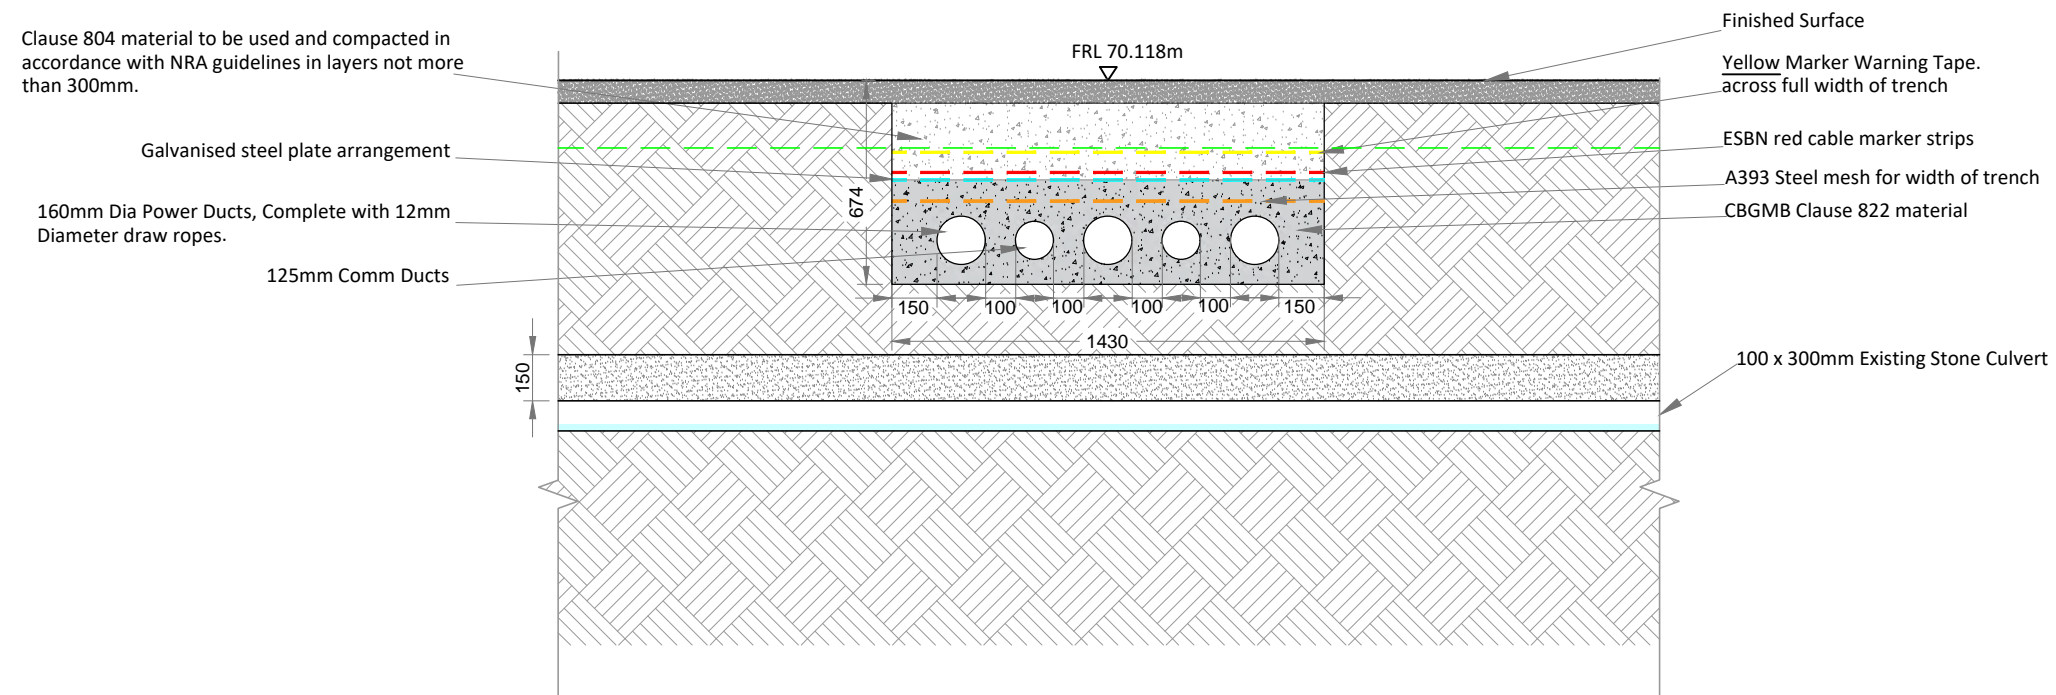 Clause 804 material to be used and compacted in
accordance with NRA guidelines in layers not more
than 300mm.
Galvanised steel plate arrangement
160mm Dia Power Ducts, Complete with 12mm
Diameter draw ropes.
125mm Comm Ducts
FRL 70.118m
Finished Surface
Yellow Marker Warning Tape.
across full width of trench
ESBN red cable marker strips
A393 Steel mesh for width of trench
CBGMB Clause 822 material
100 x 300mm Existing Stone Culvert
674
150 100 100 100 100 150
1430
150